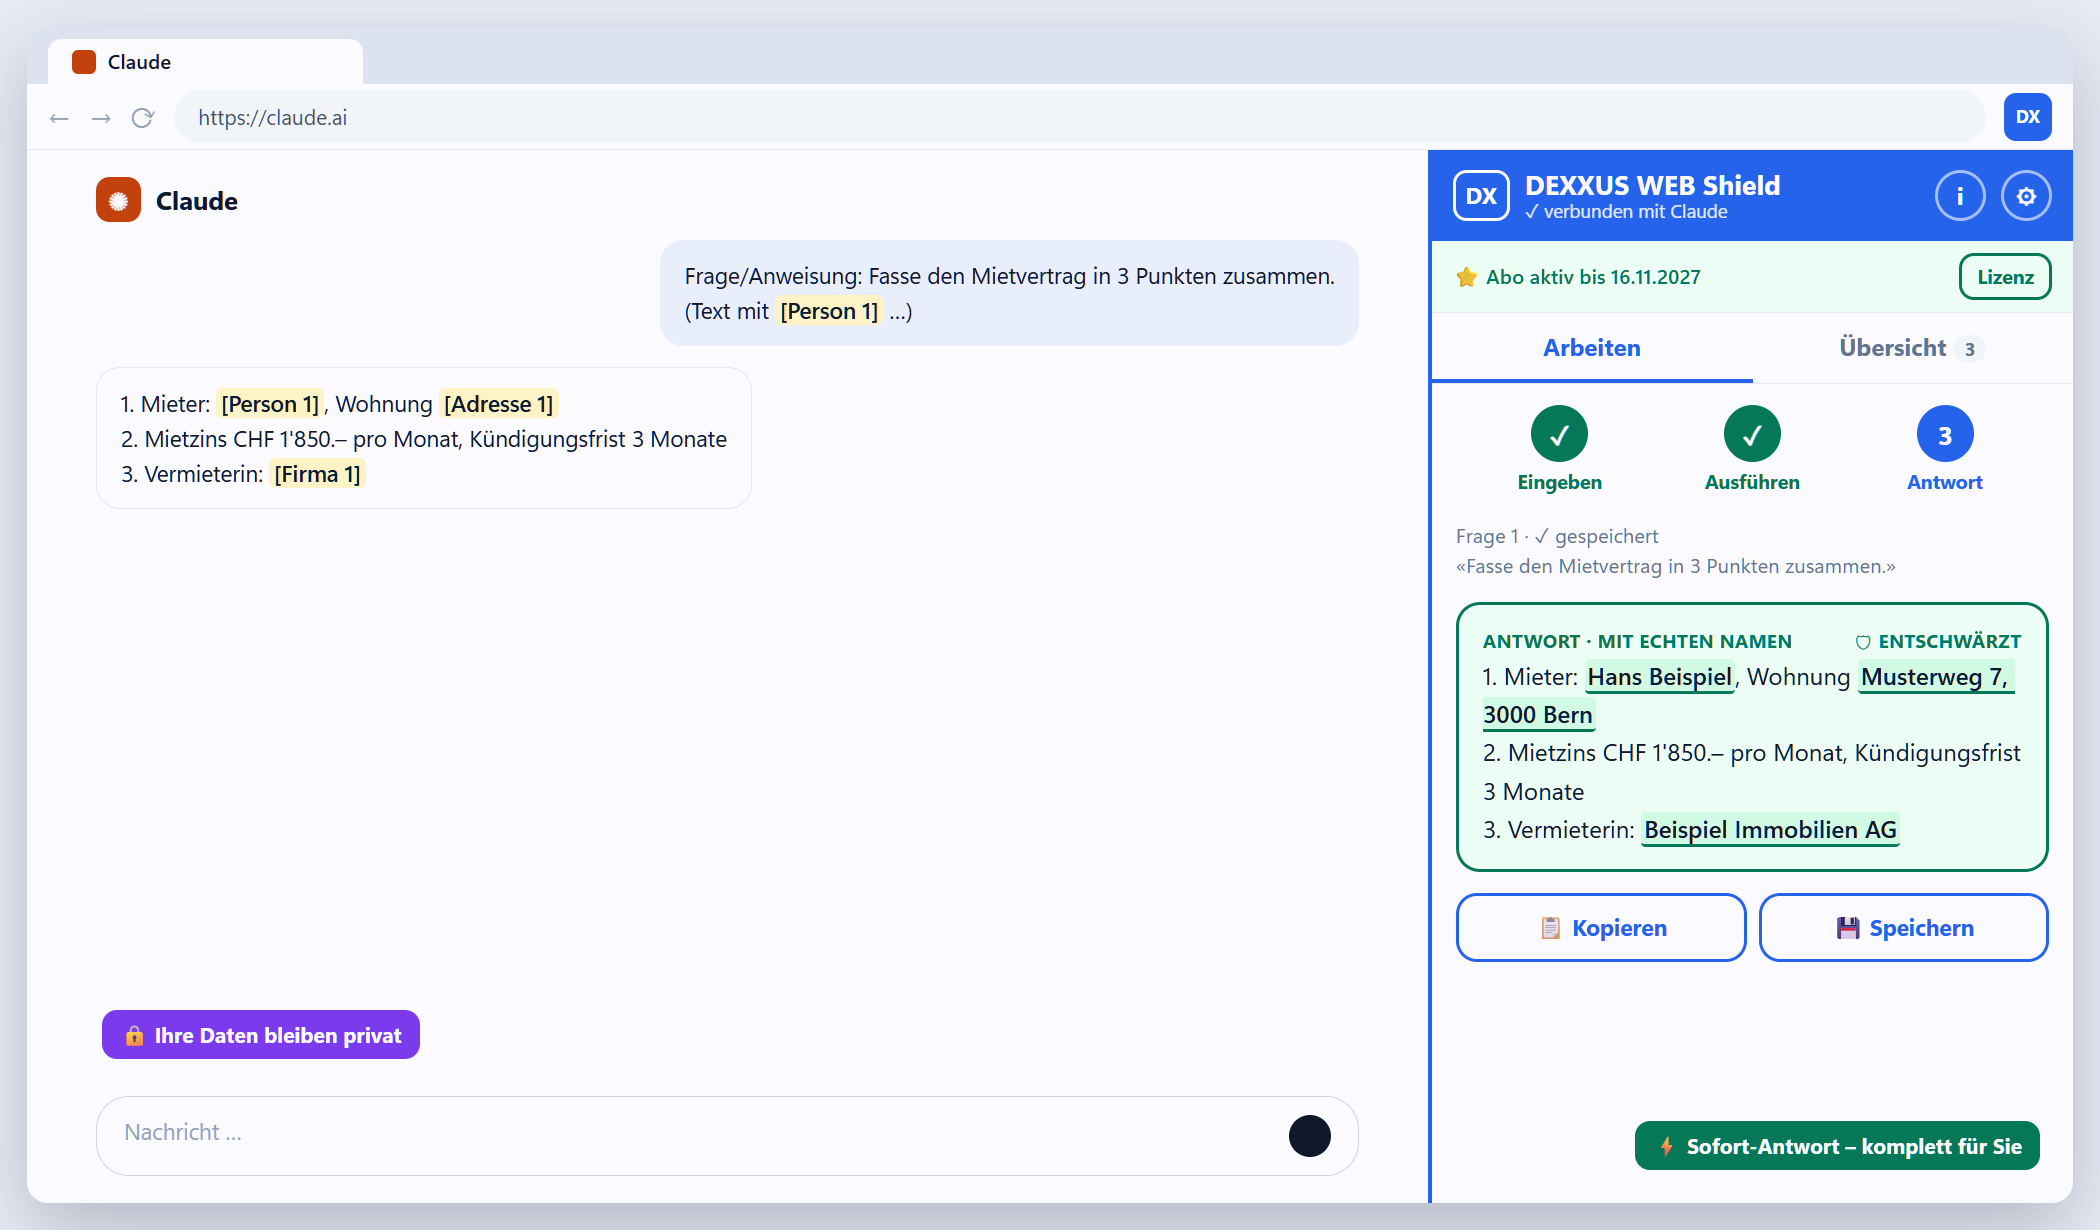 Claude
https://claude.ai
DX
Claude
Frage/Anweisung: Fasse den Mietvertrag in 3 Punkten zusammen.
(Text mit [Person 1] ...)
1. Mieter: [Person 1], Wohnung [Adresse 1]
2. Mietzins CHF 1'850.– pro Monat, Kündigungsfrist 3 Monate
3. Vermieterin: [Firma 1]
🔒 Ihre Daten bleiben privat
Nachricht ...
DX
DEXXUS WEB Shield
✓ verbunden mit Claude
i
⭐ Abo aktiv bis 16.11.2027
Lizenz
Arbeiten
Übersicht 3
✓
✓
3
Eingeben
Ausführen
Antwort
Frage 1 · ✓ gespeichert
«Fasse den Mietvertrag in 3 Punkten zusammen.»
ANTWORT · MIT ECHTEN NAMEN
ENTSCHWÄRZT
1. Mieter: Hans Beispiel, Wohnung Musterweg 7,
3000 Bern
2. Mietzins CHF 1'850.– pro Monat, Kündigungsfrist
3 Monate
3. Vermieterin: Beispiel Immobilien AG
📋 Kopieren
💾 Speichern
⚡ Sofort-Antwort – komplett für Sie